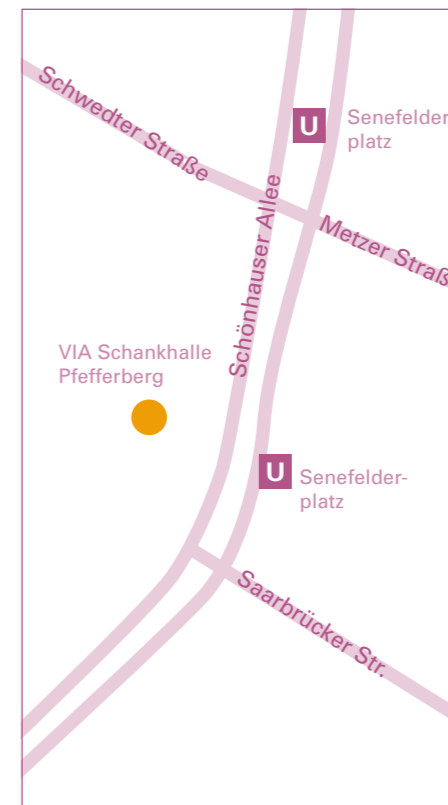 Schwedter Straße
U
Senefelder
platz
Schönhauser Allee
Metzer Straß
VIA Schankhalle
Pfefferberg
U
Senefelder-
platz
Saarbrücker Str.